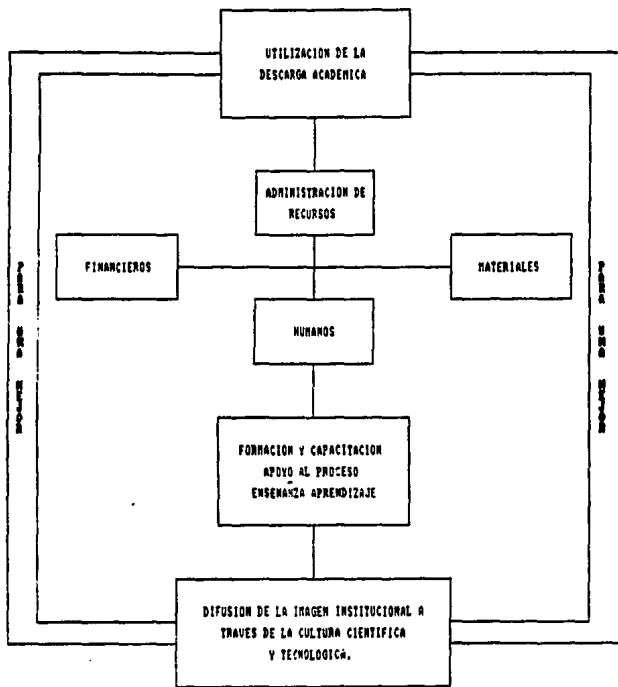 UTILIZACION DE LA
DESCARGA ACADEMICA
ADMINISTRACION DE
RECURSOS
FINANCIEROS
MATERIALES
HUMANOS
FORMACION Y CAPACITACION
APOYO AL PROCESO
ENSEÑANZA APRENDIZAJE
DIFUSION DE LA IMAGEN INSTITUCIONAL A
TRAVES DE LA CULTURA CIENTIFICA
Y TECNOLOGICA.